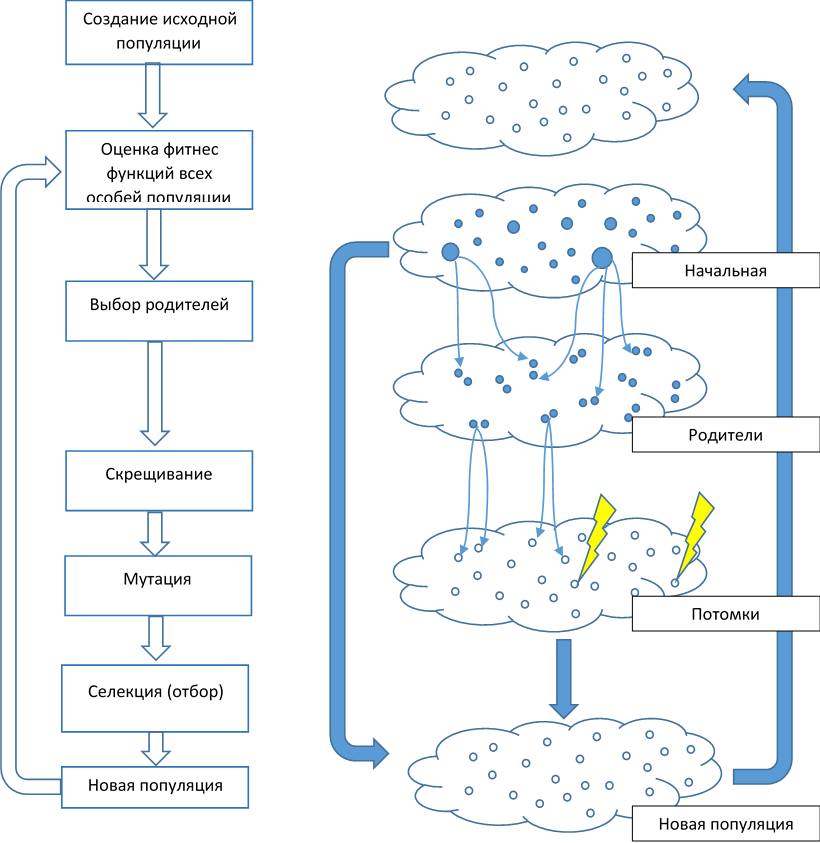 Создание исходной
популяции
Оценка фитнес
функций всех
особей популяции
Выбор родителей
Скрещивание
Мутация
Селекция (отбор)
Новая популяция
Начальная
Родители
Потомки
Новая популяция